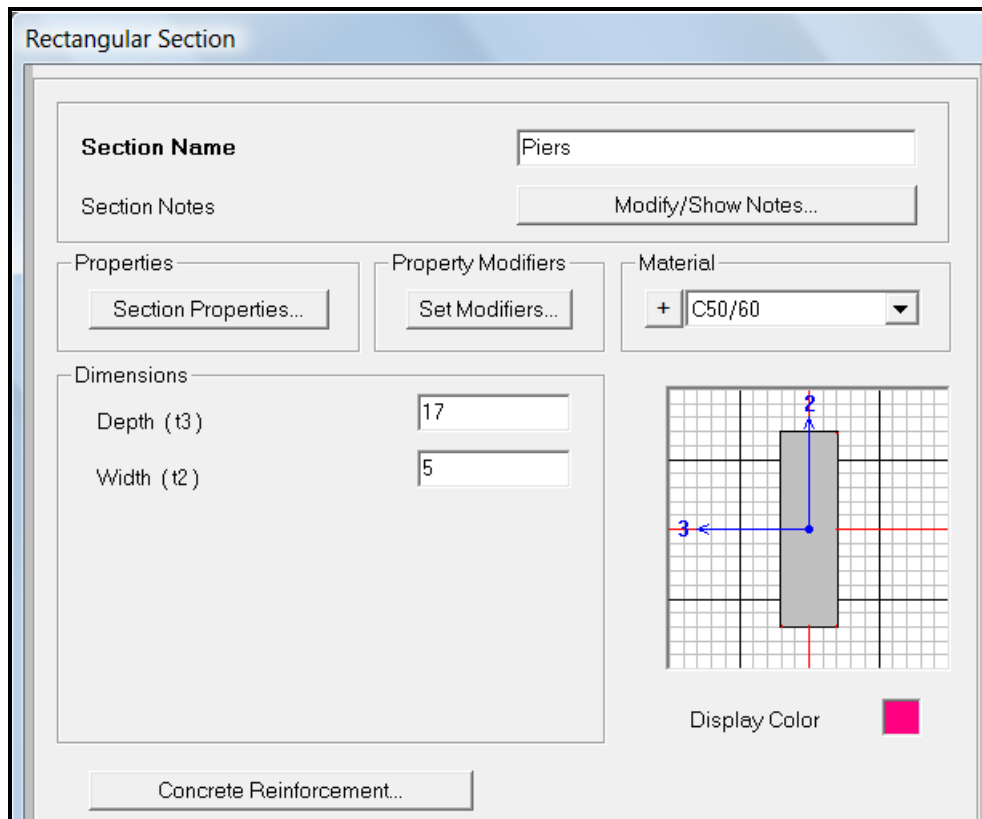 Rectangular Section
Section Name
Piers
Section Notes
Modify/Show Notes...
Properties
Section Properties...
Property Modifiers
Set Modifiers...
Material
+
C50/60
Dimensions
Depth (t3)
17
Width (t2)
5
2
3
Display Color
Concrete Reinforcement...